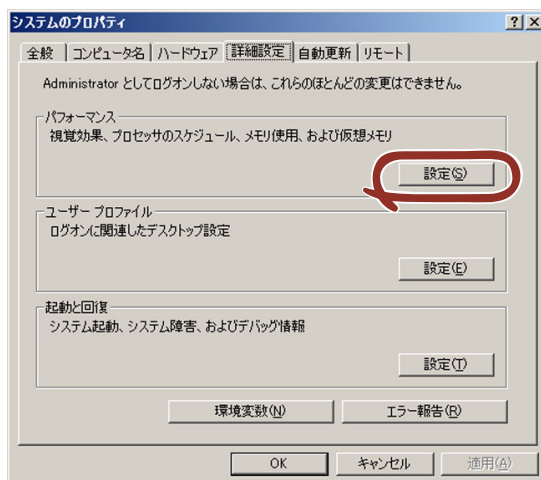 システムのプロパティ
全般 コンピュータ名 ハードウェア 詳細設定 自動更新 リモート
Administrator としてログオンしない場合は、これらのほとんどの変更はできません。
パフォーマンス
視覚効果、プロセッサのスケジュール、メモリ使用、および仮想メモリ
設定(S)
ユーザー プロファイル
ログオンに関連したデスクトップ設定
設定(E)
起動と回復
システム起動、システム障害、およびデバッグ情報
設定(T)
環境変数(N) エラー報告(R)
OK キャンセル 適用(A)